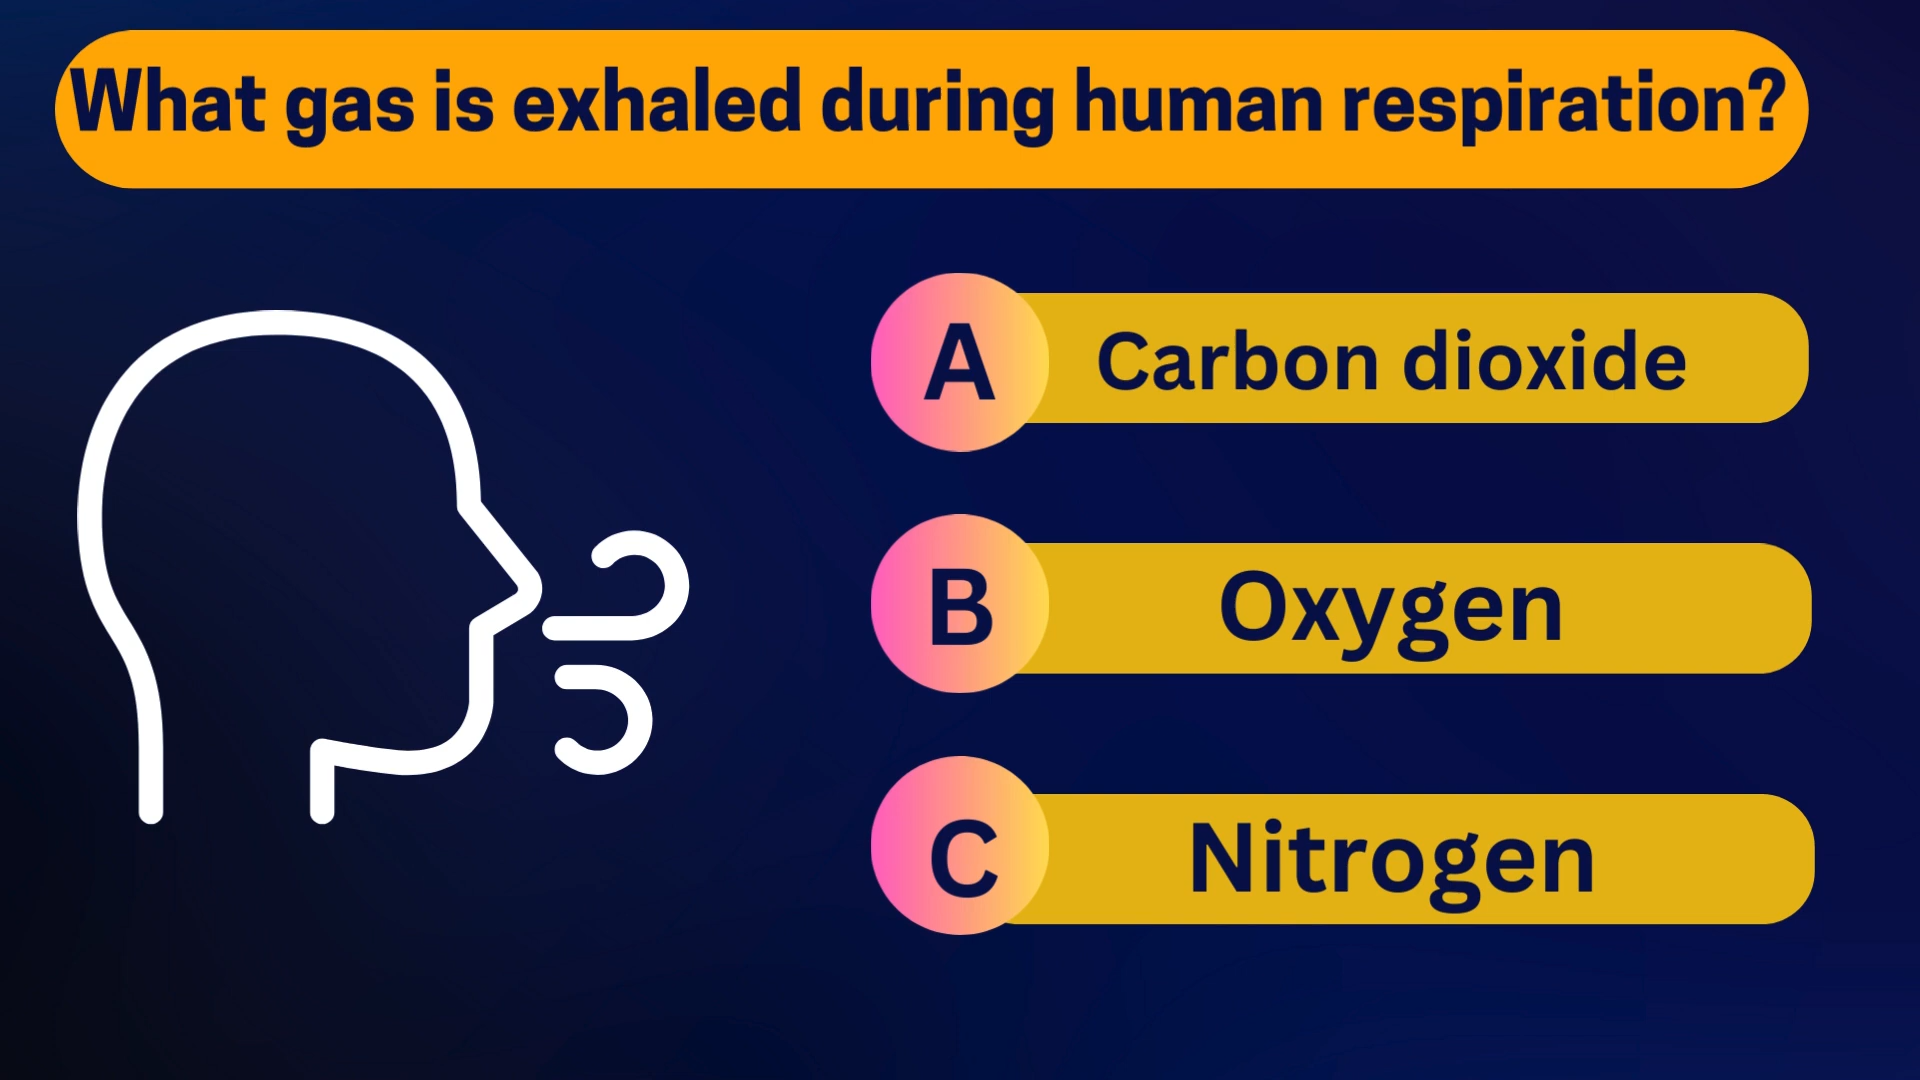 What gas is exhaled during human respiration?
A Carbon dioxide
B Oxygen
C Nitrogen